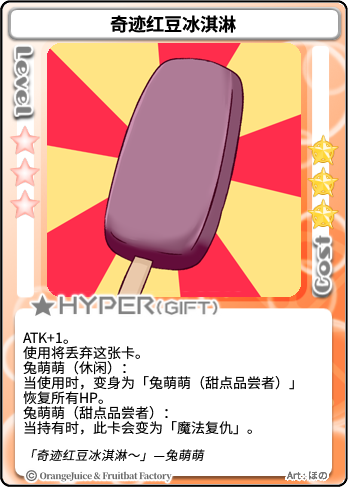 奇迹红豆冰淇淋
Level
Cost
HYPER(GIFT)
ATK+1。
使用将丢弃这张卡。
兔萌萌（休闲）：
当使用时，变身为「兔萌萌（甜点品尝者）」
恢复所有HP。
兔萌萌（甜点品尝者）：
当持有时，此卡会变为「魔法复仇」。
「奇迹红豆冰淇淋～」—兔萌萌
© OrangeJuice & Fruitbat Factory
Art: ほの